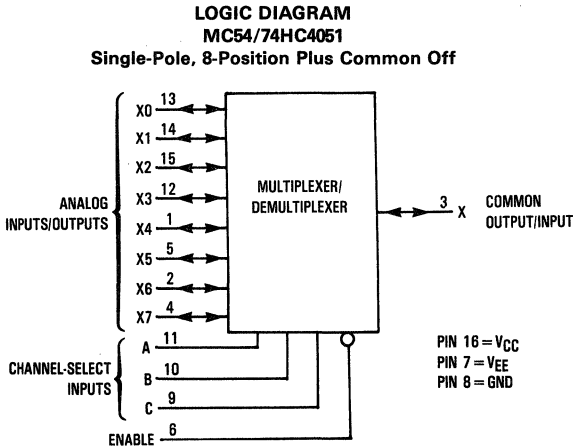 LOGIC DIAGRAM
MC54/74HC4051
Single-Pole, 8-Position Plus Common Off
X0 13
X1 14
X2 15
X3 12
X4 1
X5 5
X6 2
X7 4
ANALOG
INPUTS/OUTPUTS
MULTIPLEXER/
DEMULTIPLEXER
3 X
COMMON
OUTPUT/INPUT
A 11
B 10
C 9
CHANNEL-SELECT
INPUTS
ENABLE 6
PIN 16 = VCC
PIN 7 = VEE
PIN 8 = GND